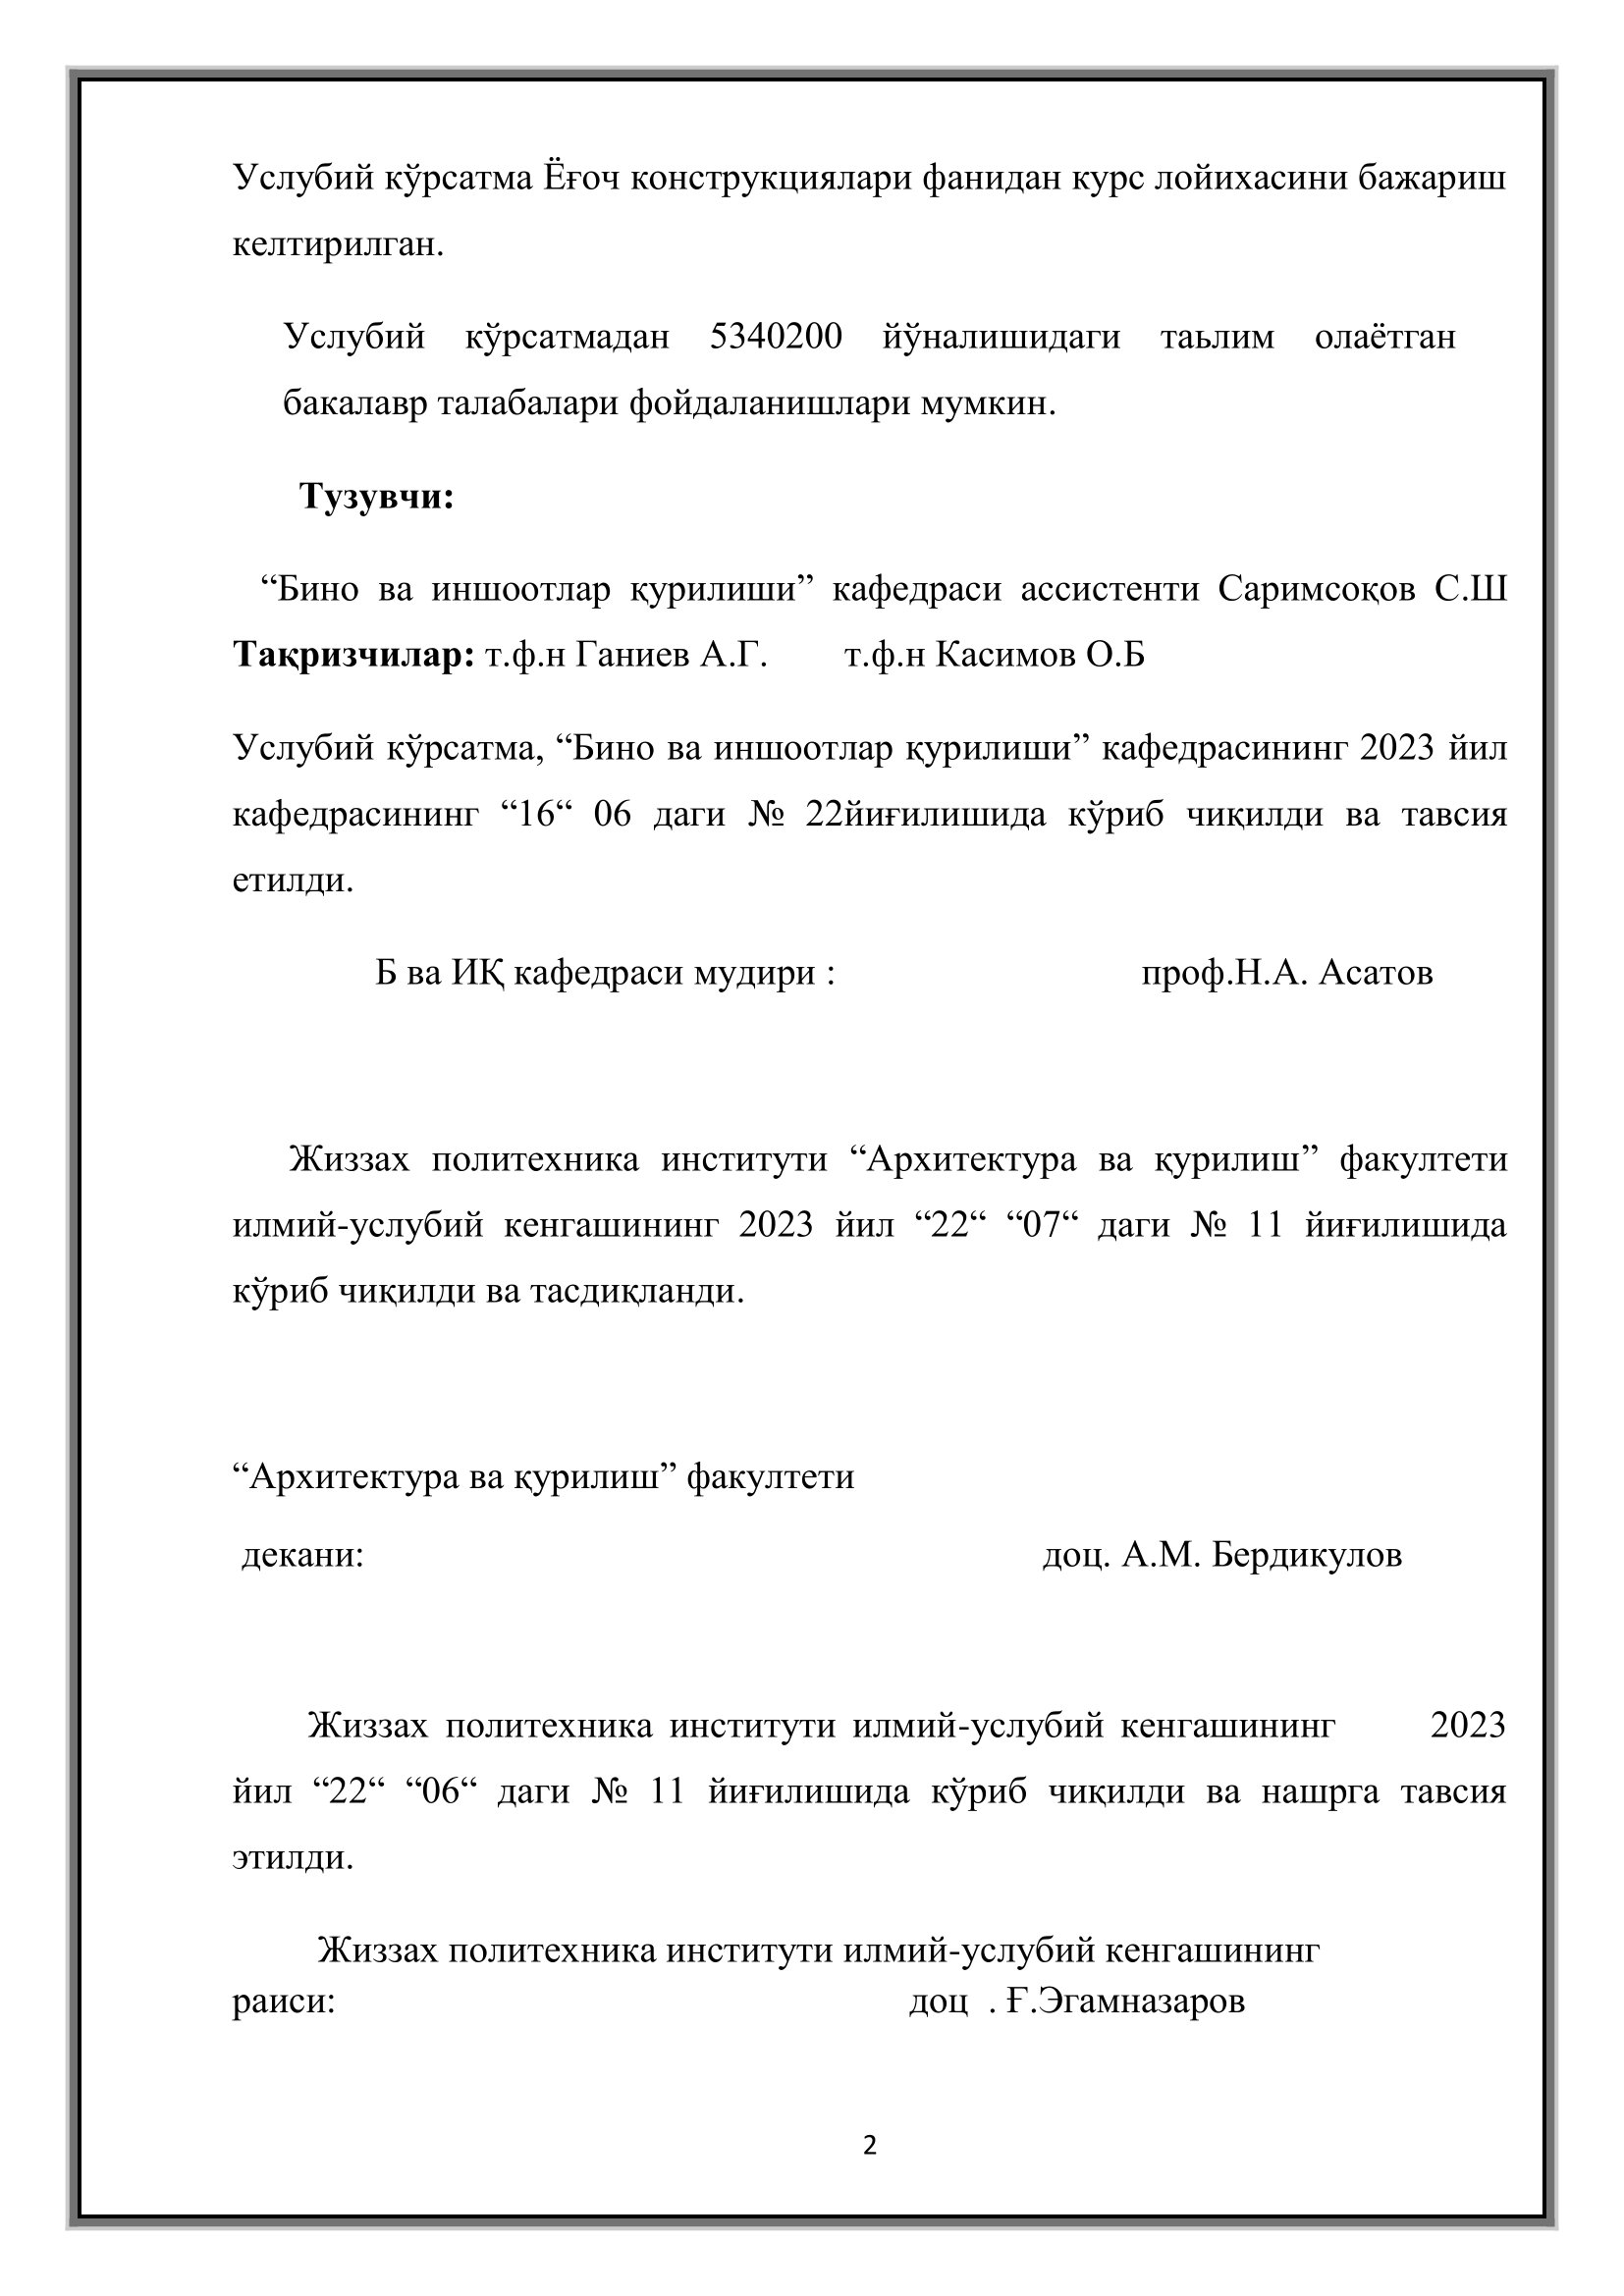 Услубий кўрсатма Ёғоч конструкциялари фанидан курс лойихасини бажариш
келтирилган.
Услубий кўрсатмадан 5340200 йўналишидаги таьлим олаётган
бакалавр талабалари фойдаланишлари мумкин.
Тузувчи:
“Бино ва иншоотлар қурилиши” кафедраси ассистенти Саримсоқов С.Ш
Тақризчилар: т.ф.н Ганиев А.Г. т.ф.н Касимов О.Б
Услубий кўрсатма, “Бино ва иншоотлар қурилиши” кафедрасининг 2023 йил
кафедрасининг “16“ 06 даги № 22йиғилишида кўриб чиқилди ва тавсия
етилди.
Б ва ИҚ кафедраси мудири : проф.Н.А. Асатов
Жиззах политехника институти “Архитектура ва қурилиш” факултети
илмий-услубий кенгашининг 2023 йил “22“ “07“ даги № 11 йиғилишида
кўриб чиқилди ва тасдиқланди.
“Архитектура ва қурилиш” факултети
декани: доц. А.М. Бердикулов
Жиззах политехника институти илмий-услубий кенгашининг 2023
йил “22“ “06“ даги № 11 йиғилишида кўриб чиқилди ва нашрга тавсия
этилди.
Жиззах политехника институти илмий-услубий кенгашининг
раиси: доц . Ғ.Эгамназаров
2